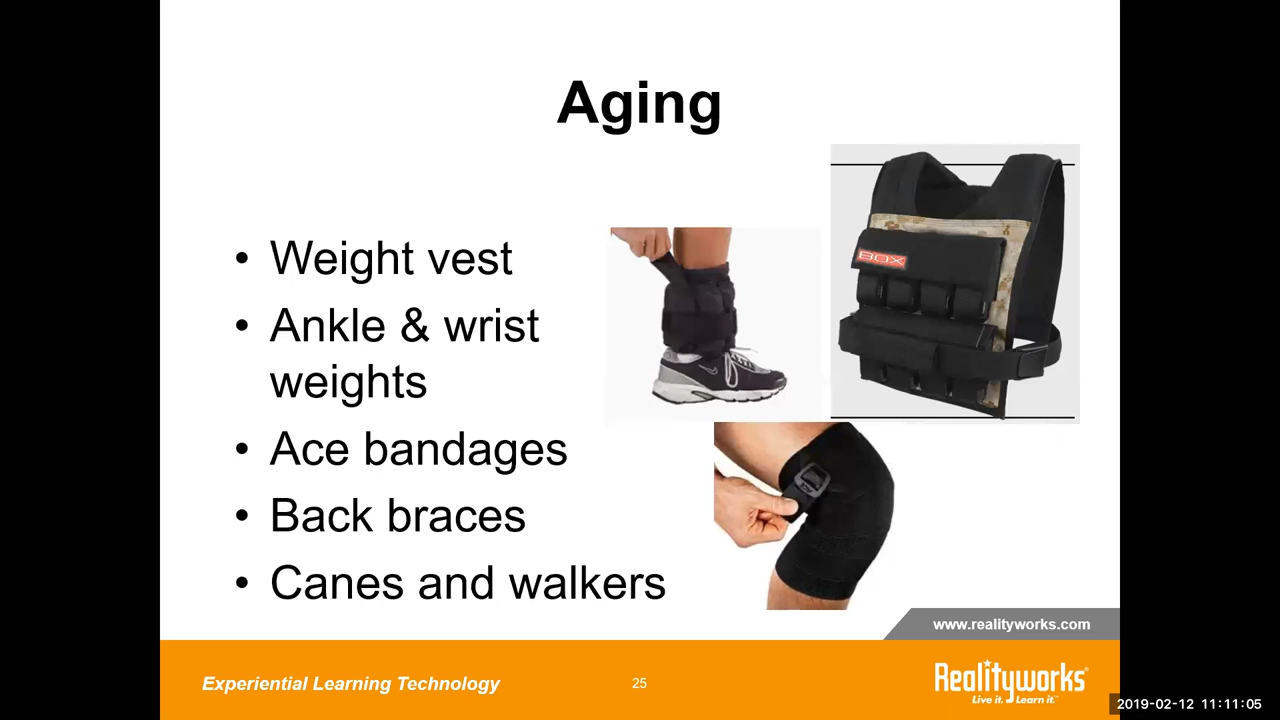 Aging
• Weight vest
• Ankle & wrist
weights
• Ace bandages
• Back braces
• Canes and walkers
BOX
www.realityworks.com
Experiential Learning Technology
25
Realityworks®
Live it. Learn it.™
2019-02-12 11:11:05